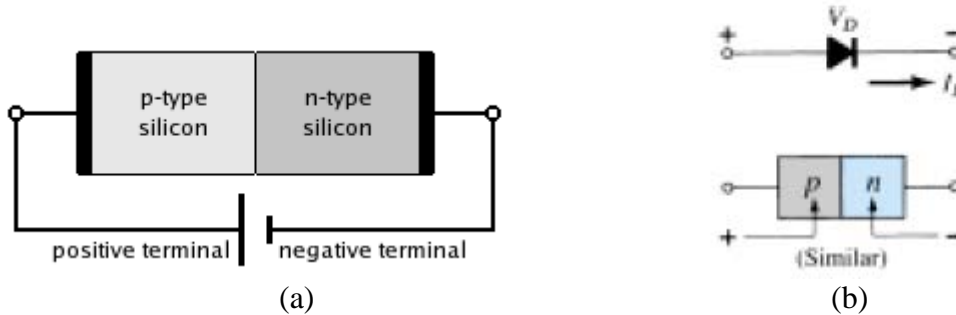 p-type
silicon
n-type
silicon
positive terminal
negative terminal
(a)
+
V_D
−
p
n
+
−
(Similar)
(b)